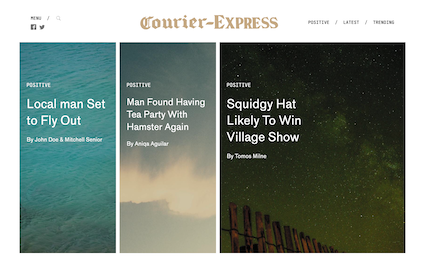 MENU /
Courier-Express
POSITIVE / LATEST / TRENDING
POSITIVE
Local man Set
to Fly Out
By John Doe & Mitchell Senior
POSITIVE
Man Found Having
Tea Party With
Hamster Again
By Aniqa Aguilar
POSITIVE
Squidgy Hat
Likely To Win
Village Show
By Tomos Milne